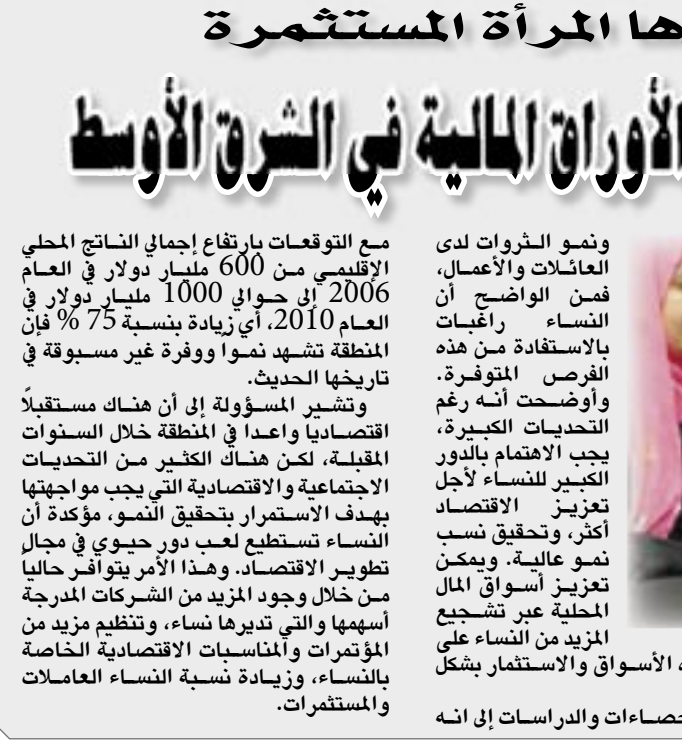 ها المرأة المستثمرة
الأوراق المالية في الشرق الأوسط
ونمو الثروات لدى
العائلات والأعمال،
فمن الواضح أن
النساء راغبات
بالاستفادة من هذه
الفرص المتوفرة.
وأوضحت أنه رغم
التحديات الكبيرة،
يجب الاهتمام بالدور
الكبير للنساء لأجل
تعزيز الاقتصاد
أكثر، وتحقيق نسب
نمو عالية. ويمكن
تعزيز أسواق المال
المحلية عبر تشجيع
المزيد من النساء على
، الأسواق والاستثمار بشكل
والدراسات إلى انه
مع التوقعات بارتفاع إجمالي الناتج المحلي
الإقليمي من 600 مليار دولار في العام
2006 إلى حوالي 1000 مليار دولار في
العام 2010، أي زيادة بنسبة 75 % فإن
المنطقة تشهد نمواً ووفرة غير مسبوقة في
تاريخها الحديث.
وتشير المسؤولة إلى أن هناك مستقبلاً
اقتصاديا واعدا في المنطقة خلال السنوات
المقبلة، لكن هناك الكثير من التحديات
الاجتماعية والاقتصادية التي يجب مواجهتها
بهدف الاستمرار بتحقيق النمو، مؤكدة أن
النساء تستطيع لعب دور حيوي في مجال
تطوير الاقتصاد. وهذا الأمر يتوافر حالياً
من خلال وجود المزيد من الشركات المدرجة
أسهمها والتي تديرها نساء، وتنظيم مزيد من
المؤتمرات والمناسبات الاقتصادية الخاصة
بالنساء، وزيادة نسبة النساء العاملات
والمستثمرات.